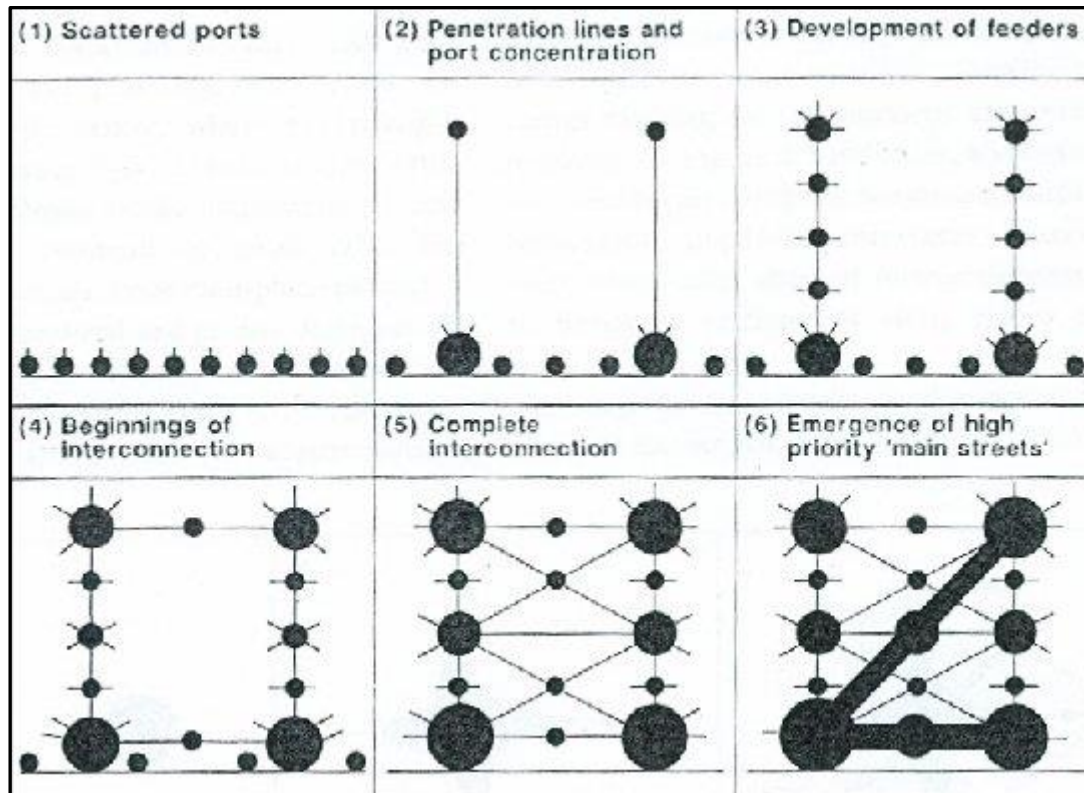 (1) Scattered ports
(2) Penetration lines and
port concentration
(3) Development of feeders
(4) Beginnings of
interconnection
(5) Complete
interconnection
(6) Emergence of high
priority ‘main streets‘